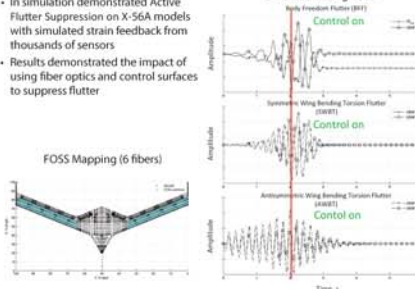 • In simulation demonstrated Active
Flutter Suppression on X-56A models
with simulated strain feedback from
thousands of sensors
• Results demonstrated the impact of
using fiber optics and control surfaces
to suppress flutter
FOSS Mapping (6 fibers)
Body Freedom Flutter (BFF)
Control on
Amplitude
Symmetric Wing Bending Torsion Flutter
(SWBT)
Control on
Amplitude
Antisymmetric Wing Bending Torsion Flutter
(AWBT)
Contol on
Amplitude
Time, s